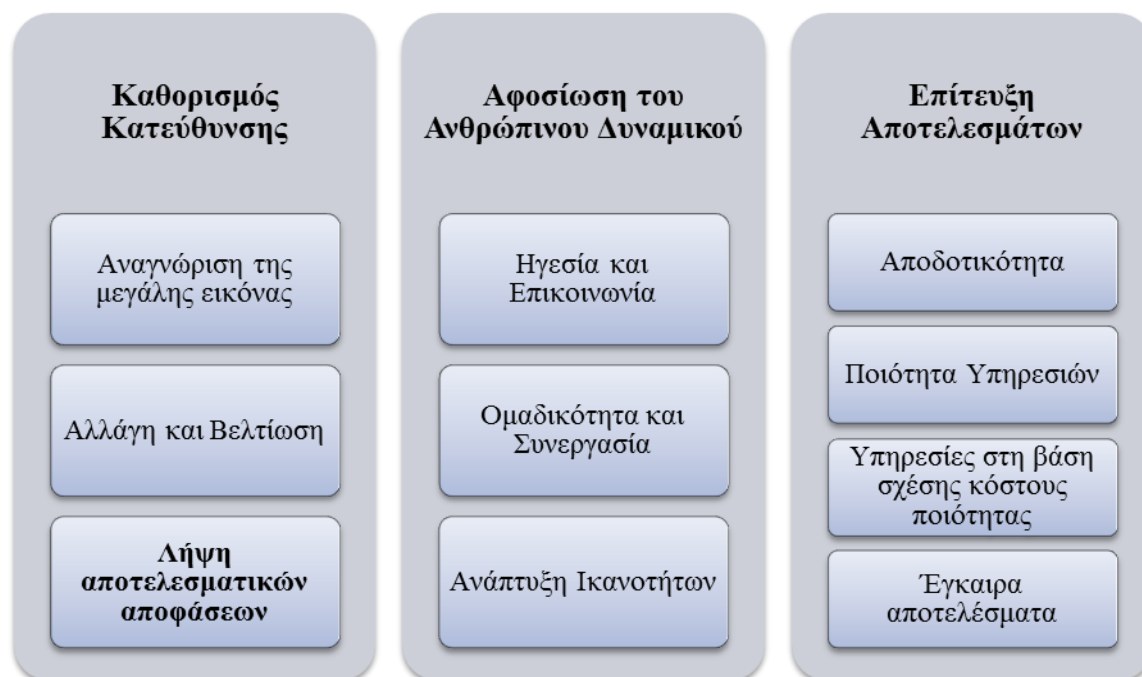 Καθορισμός
Κατεύθυνσης
Αναγνώριση της
μεγάλης εικόνας
Αλλάγη και Βελτίωση
Λήψη
αποτελεσματικών
αποφάσεων
Αφοσίωση του
Ανθρώπινου Δυναμικού
Ηγεσία και
Επικοινωνία
Ομαδικότητα και
Συνεργασία
Ανάπτυξη Ικανοτήτων
Επίτευξη
Αποτελεσμάτων
Αποδοτικότητα
Ποιότητα Υπηρεσιών
Υπηρεσίες στη βάση
σχέσης κόστους
ποιότητας
Έγκαιρα
αποτελέσματα